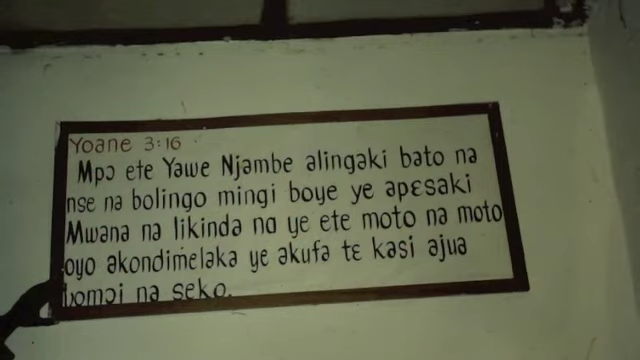 Yoane 3:16
Mpɔ ete Yawe Njambe alingaki bato na
nse na bolingo mingi boye ye apɛsaki
Mwana na likinda na ye ete moto na moto
oyo akondimelaka ye akufa tɛ kasi ajua
bomɔi na seko.